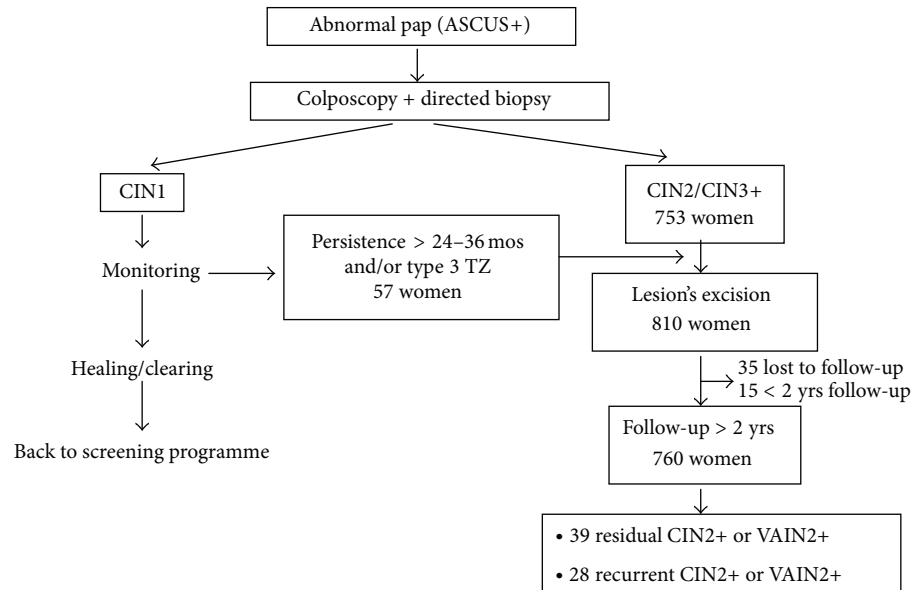 Abnormal pap (ASCUS+)
Colposcopy + directed biopsy
CIN1
CIN2/CIN3+
753 women
Persistence > 24–36 mos
and/or type 3 TZ
57 women
Monitoring
Lesion's excision
810 women
Healing/clearing
35 lost to follow-up
15 < 2 yrs follow-up
Back to screening programme
Follow-up > 2 yrs
760 women
• 39 residual CIN2+ or VAIN2+
• 28 recurrent CIN2+ or VAIN2+